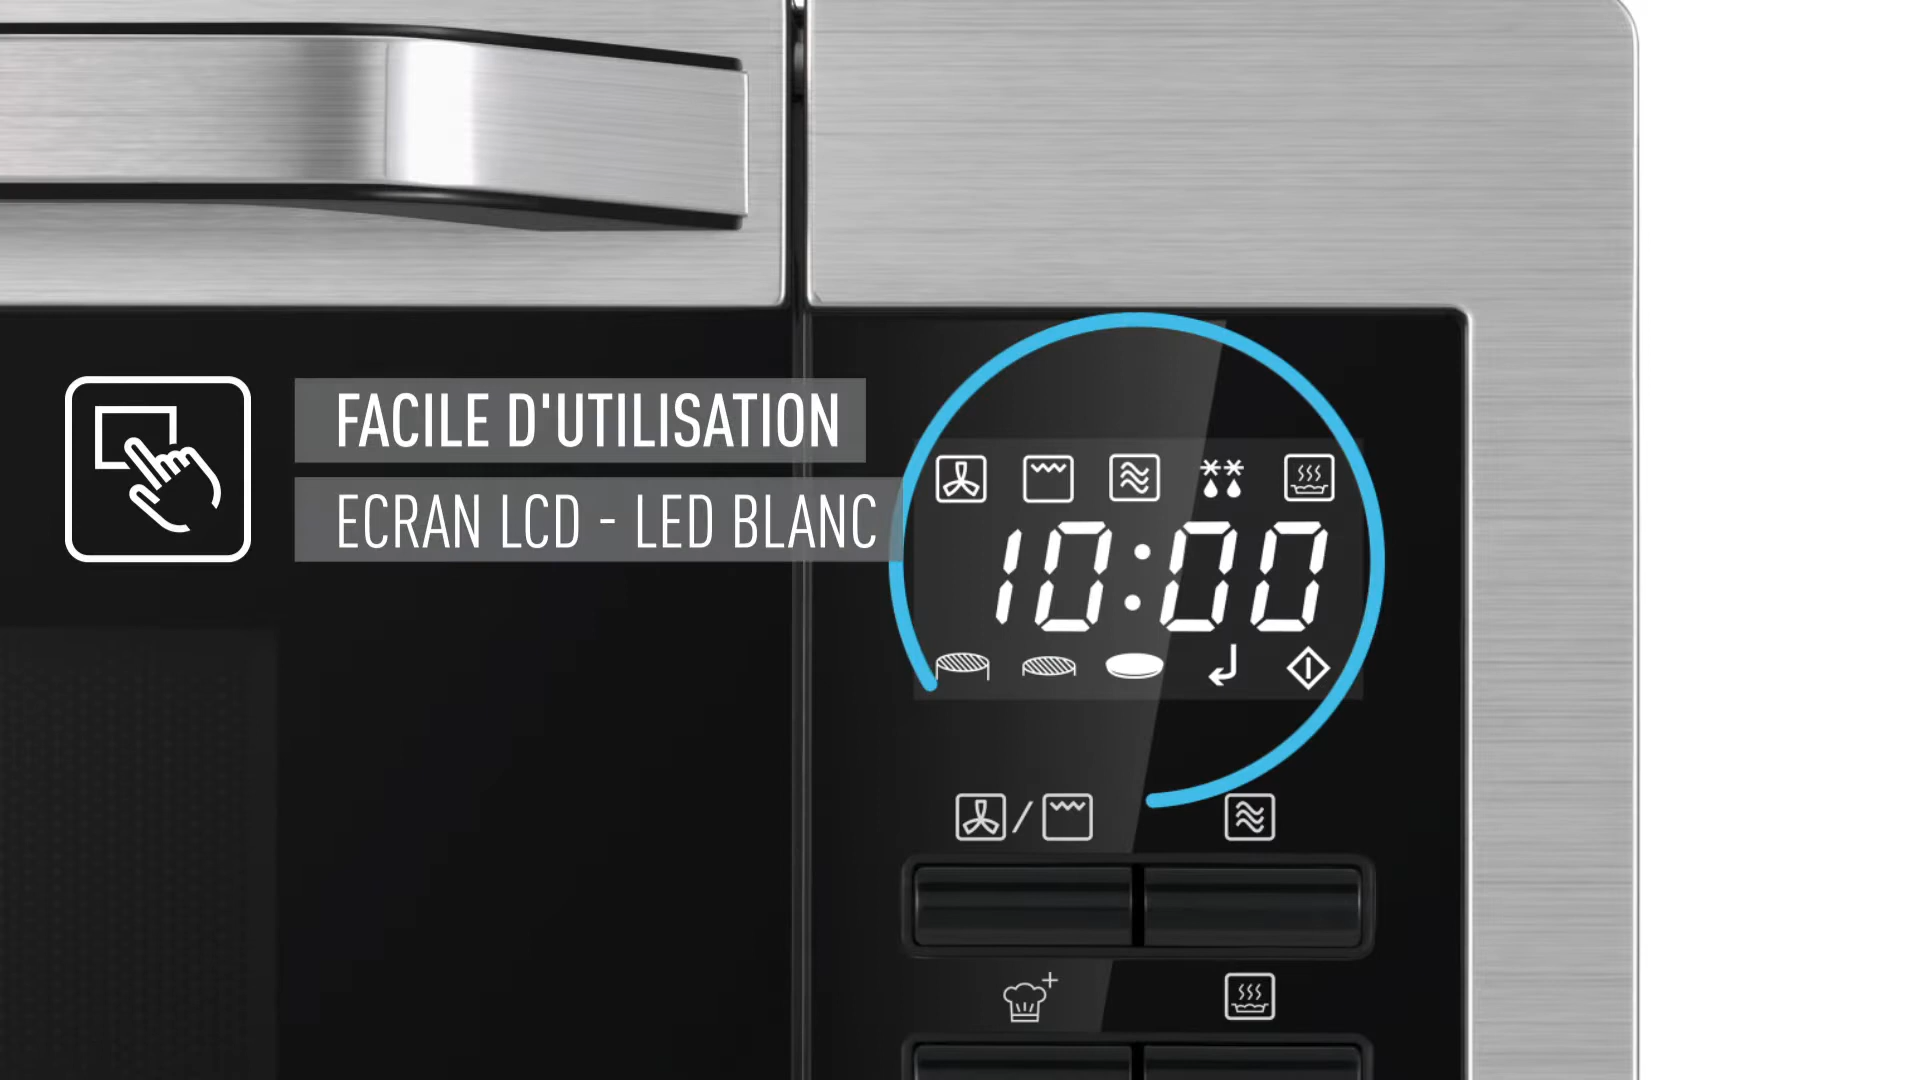 FACILE D'UTILISATION
ECRAN LCD - LED BLANC
10:00